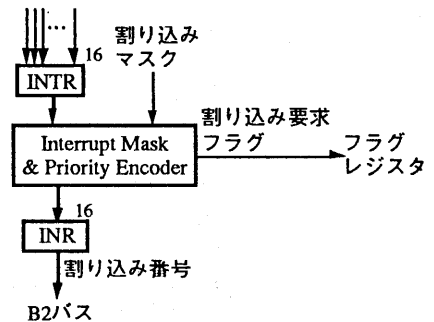 ...
16
割り込み
マスク
INTR
割り込み要求
フラグ
Interrupt Mask
& Priority Encoder
フラグ
レジスタ
16
INR
割り込み番号
B2バス